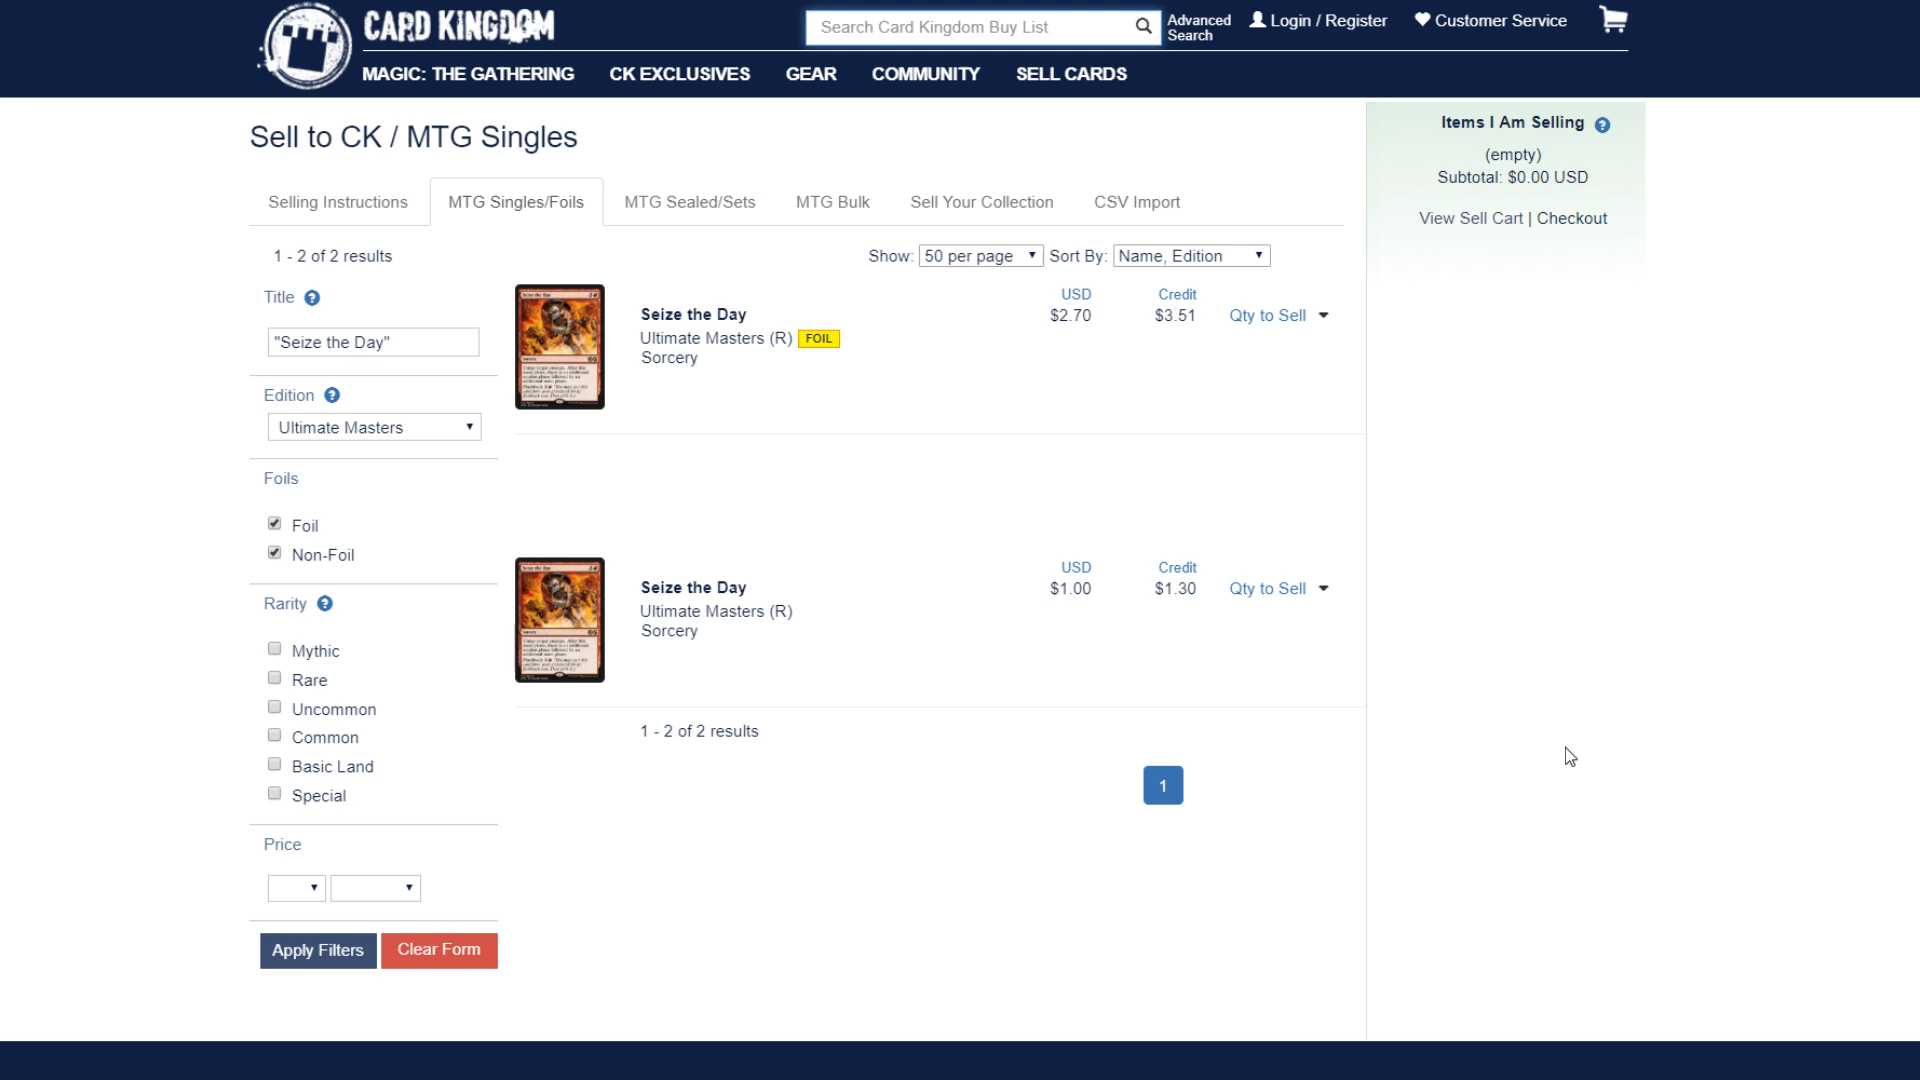 CARD KINGDOM
Search Card Kingdom Buy List
Advanced Search
Login / Register
Customer Service
MAGIC: THE GATHERING
CK EXCLUSIVES
GEAR
COMMUNITY
SELL CARDS
Sell to CK / MTG Singles
Selling Instructions
MTG Singles/Foils
MTG Sealed/Sets
MTG Bulk
Sell Your Collection
CSV Import
Items I Am Selling ?
(empty)
Subtotal: $0.00 USD
View Sell Cart | Checkout
1 - 2 of 2 results
Show: 50 per page
Sort By: Name, Edition
Title ?
"Seize the Day"
Edition ?
Ultimate Masters
Foils
Foil
Non-Foil
Rarity ?
Mythic
Rare
Uncommon
Common
Basic Land
Special
Price
Apply Filters
Clear Form
Seize the Day
Seize the Day
Ultimate Masters (R) FOIL
Sorcery
USD
$2.70
Credit
$3.51
Qty to Sell
Seize the Day
Seize the Day
Ultimate Masters (R)
Sorcery
USD
$1.00
Credit
$1.30
Qty to Sell
1 - 2 of 2 results
1